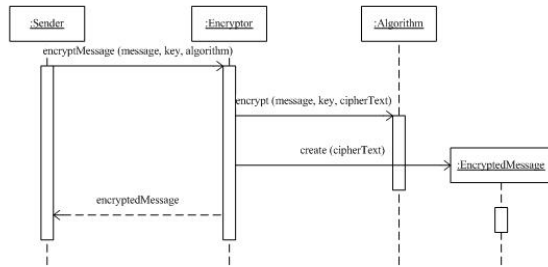 :Sender
:Encryptor
:Algorithm
encryptMessage (message, key, algorithm)
encrypt (message, key, cipherText)
create (cipherText)
:EncryptedMessage
encryptedMessage